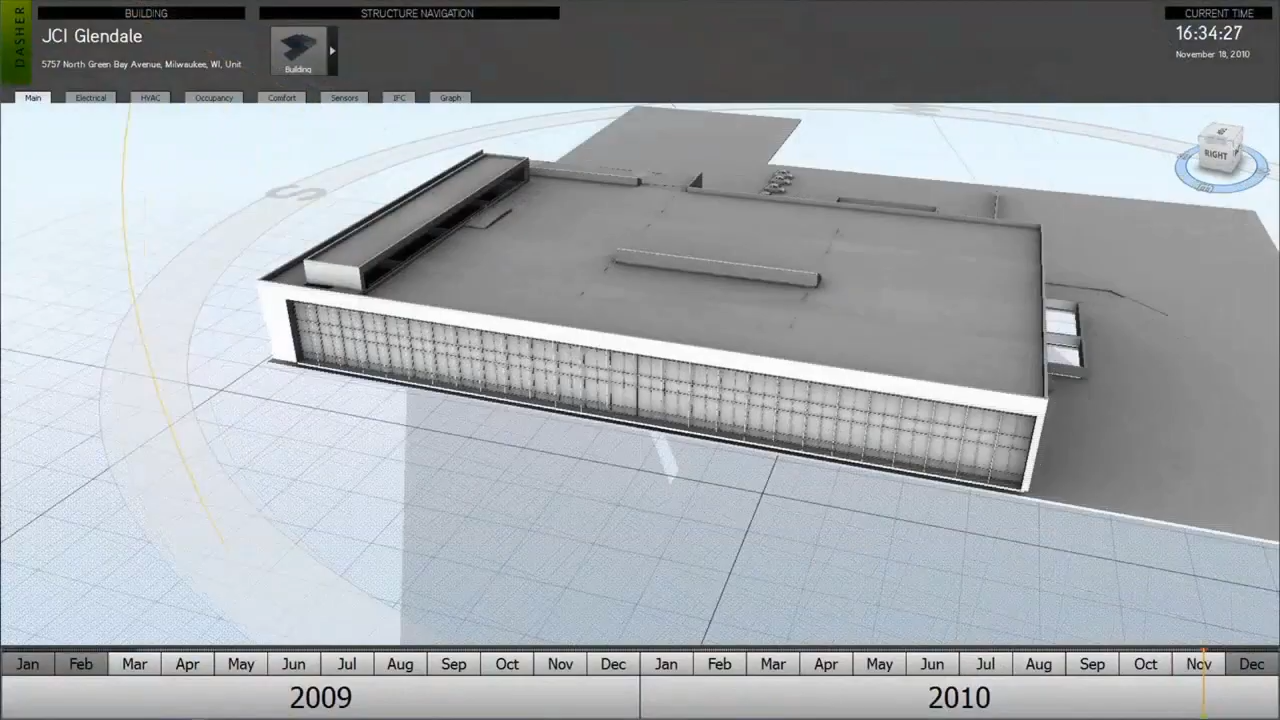 DASHER
BUILDING
STRUCTURE NAVIGATION
CURRENT TIME
JCI Glendale
5757 North Green Bay Avenue, Milwaukee, WI, Unit
Building
16:34:27
November 18, 2010
Main Electrical HVAC Occupancy Comfort Sensors IFC Graph
S
RIGHT
Jan Feb Mar Apr May Jun Jul Aug Sep Oct Nov Dec Jan Feb Mar Apr May Jun Jul Aug Sep Oct Nov Dec
2009 2010